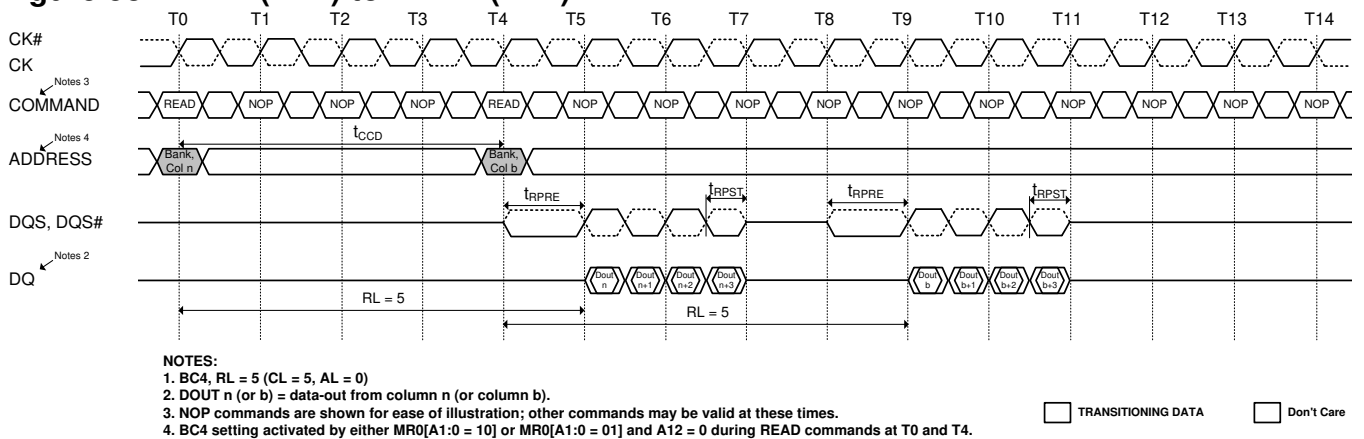 T0 T1 T2 T3 T4 T5 T6 T7 T8 T9 T10 T11 T12 T13 T14
CK#
CK
Notes 3
COMMAND READ NOP NOP NOP READ NOP NOP NOP NOP NOP NOP NOP NOP NOP NOP
tCCD
Notes 4
ADDRESS Bank, Col n Bank, Col b
tRPRE tRPST tRPRE tRPST
DQS, DQS#
Notes 2
DQ Dout n Dout n+1 Dout n+2 Dout n+3 Dout b Dout b+1 Dout b+2 Dout b+3
RL = 5
RL = 5
NOTES:
1. BC4, RL = 5 (CL = 5, AL = 0)
2. DOUT n (or b) = data-out from column n (or column b).
3. NOP commands are shown for ease of illustration; other commands may be valid at these times.
4. BC4 setting activated by either MR0[A1:0 = 10] or MR0[A1:0 = 01] and A12 = 0 during READ commands at T0 and T4.
TRANSITIONING DATA Don't Care